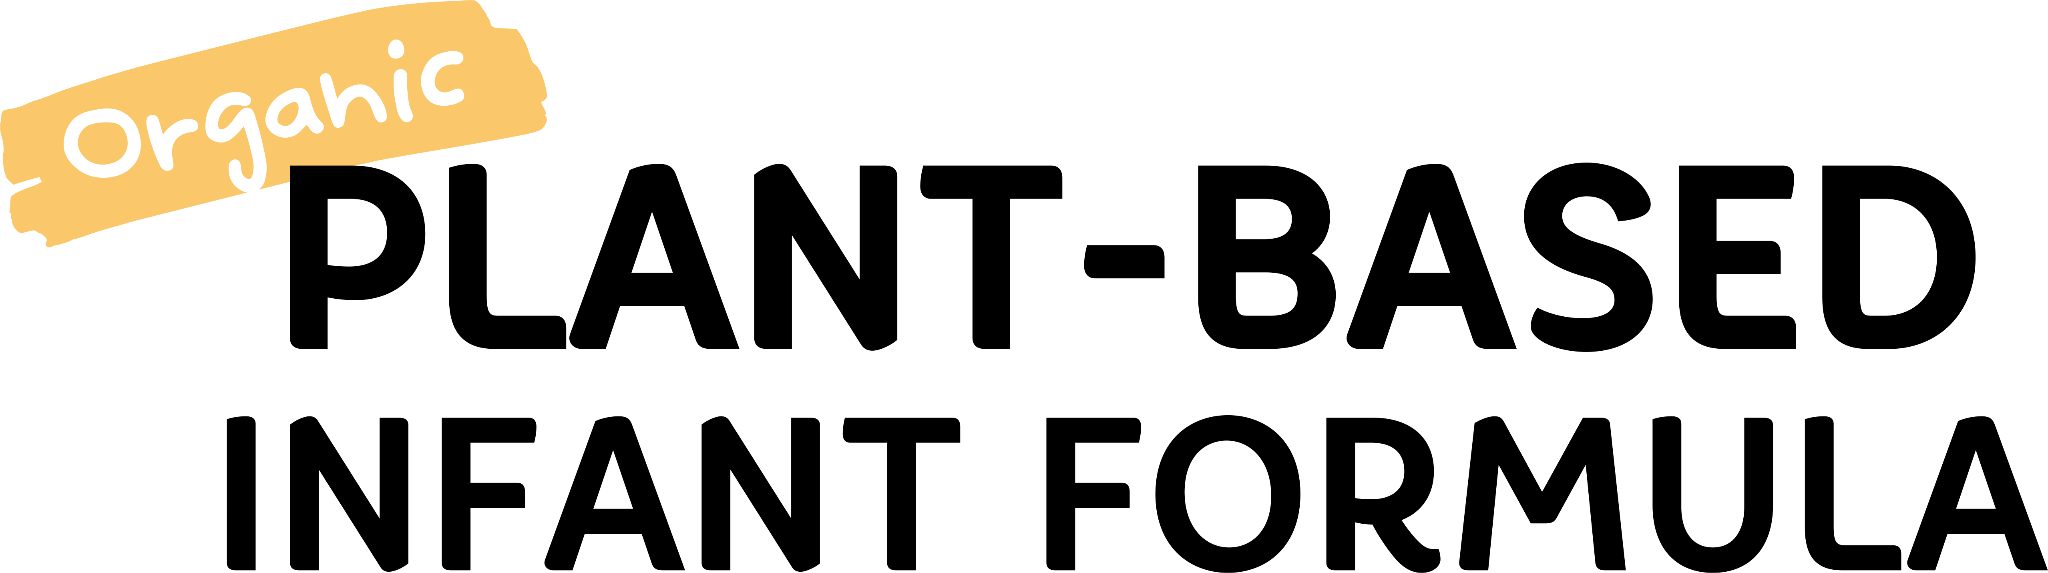 Organic
PLANT-BASED
INFANT FORMULA